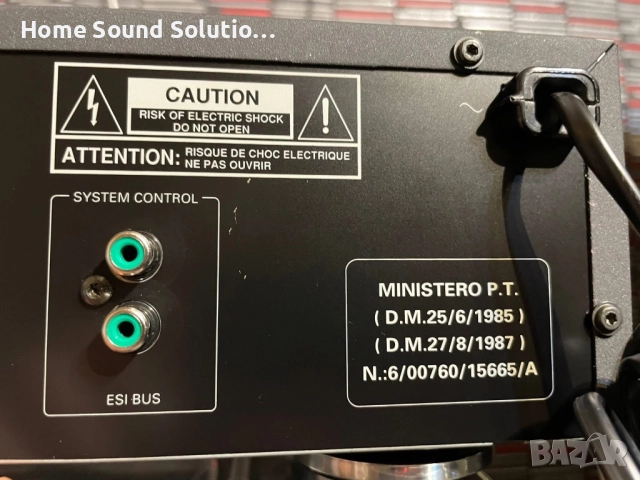 Home Sound Solutio...
CAUTION
RISK OF ELECTRIC SHOCK
DO NOT OPEN
ATTENTION: RISQUE DE CHOC ELECTRIQUE
NE PAS OUVRIR
SYSTEM CONTROL
ESI BUS
MINISTERO P.T.
( D.M.25/6/1985 )
( D.M.27/8/1987 )
N.:6/00760/15665/A
BAZAR